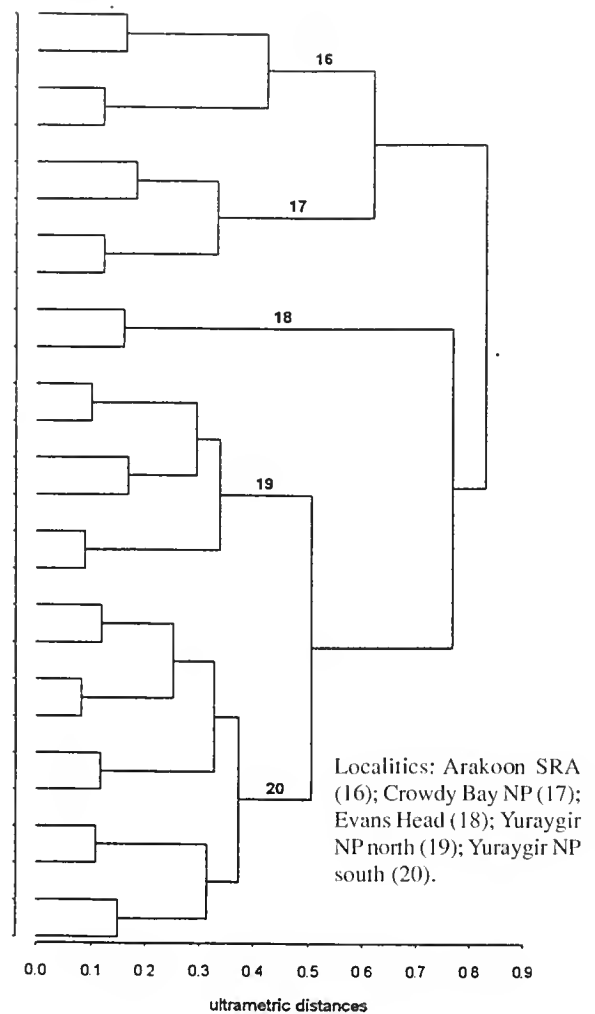 16
17
18
19
20
Localities: Arakoon SRA
(16); Crowdy Bay NP (17);
Evans Head (18); Yuraygir
NP north (19); Yuraygir NP
south (20).
0.0 0.1 0 2 0.3 0 4 0.5 0 6 0 8 0.8 0.9
ultrametric distances